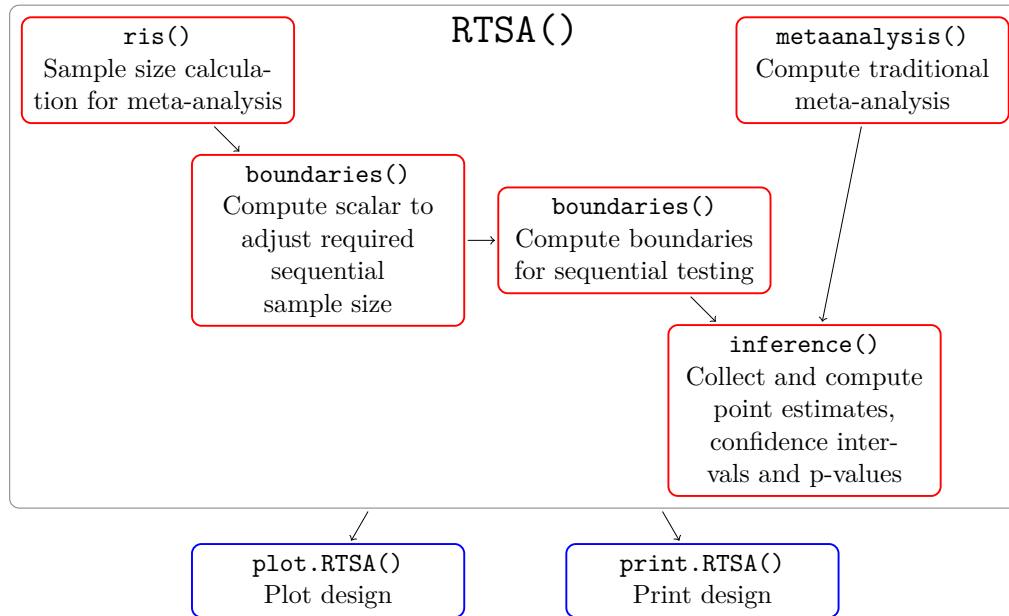 RTSA()
ris()
Sample size calcula-
tion for meta-analysis
metaanalysis()
Compute traditional
meta-analysis
boundaries()
Compute scalar to
adjust required
sequential
sample size
boundaries()
Compute boundaries
for sequential testing
inference()
Collect and compute
point estimates,
confidence inter-
vals and p-values
plot.RTSA()
Plot design
print.RTSA()
Print design